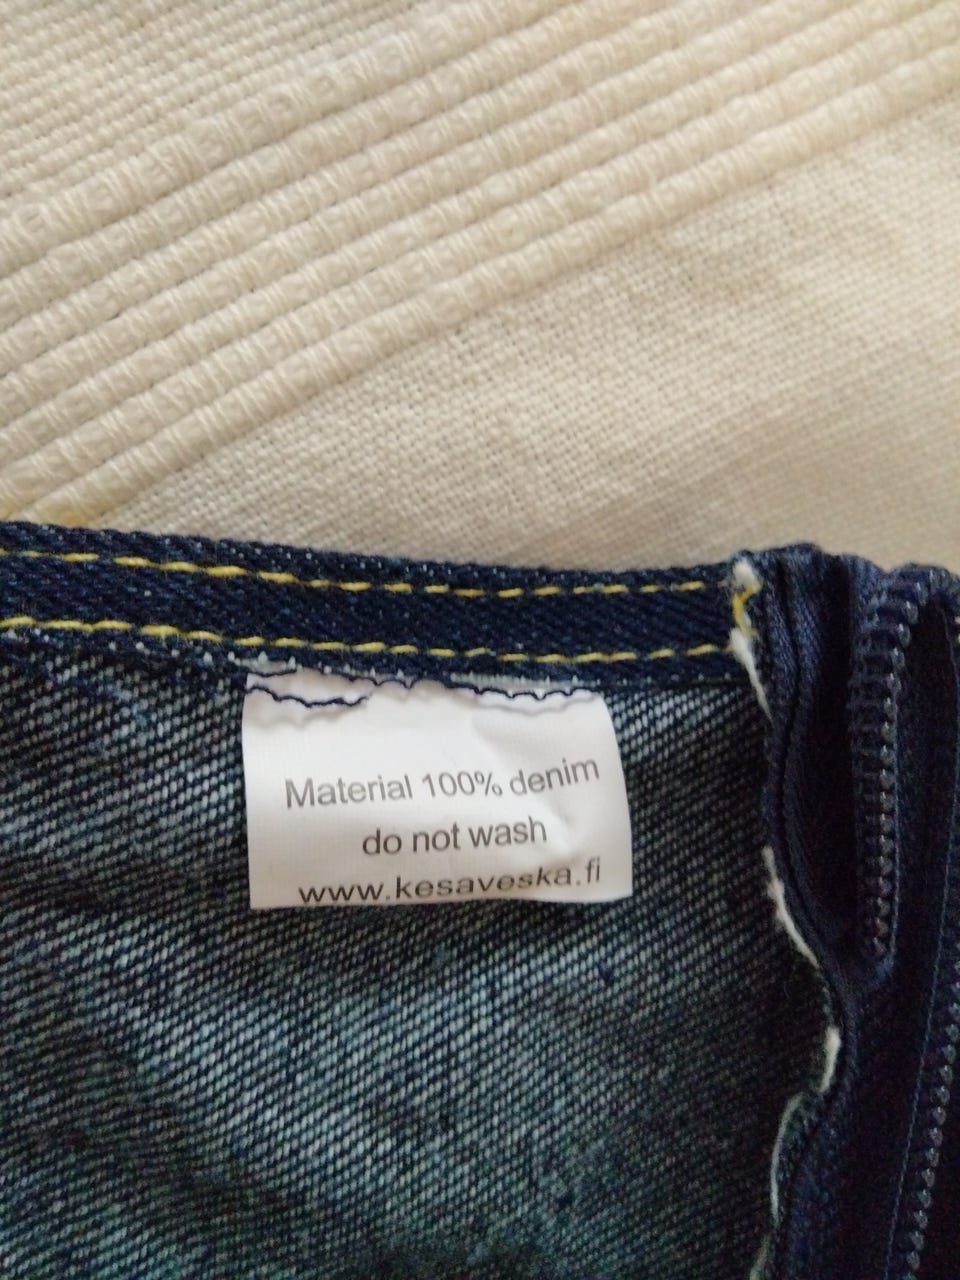 Material 100% denim
do not wash
www.kesaveska.fi